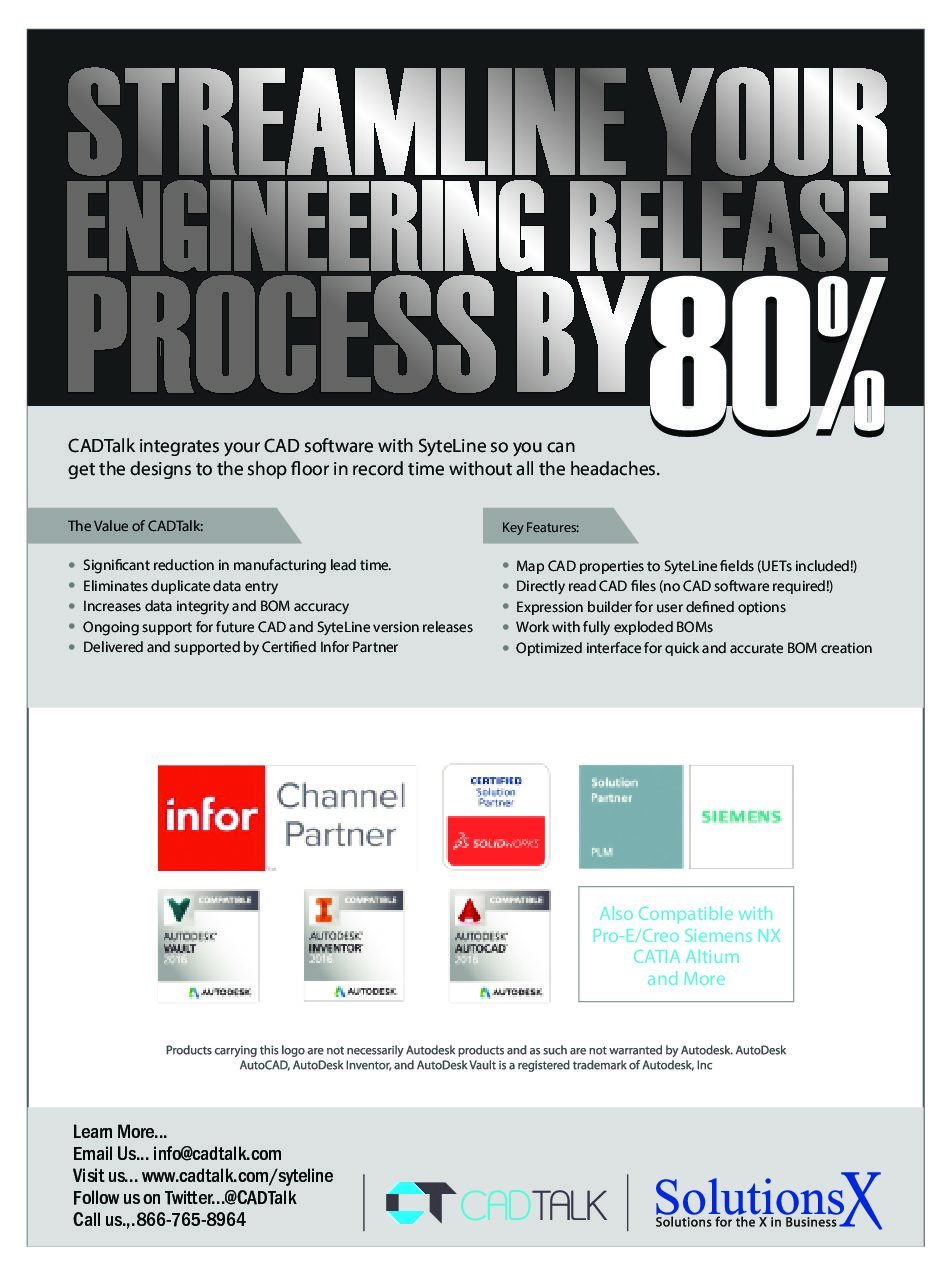 STREAMLINE YOUR
ENGINEERING RELEASE
PROCESS BY 80%
CADTalk integrates your CAD software with SyteLine so you can
get the designs to the shop floor in record time without all the headaches.
The Value of CADTalk:
• Significant reduction in manufacturing lead time.
• Eliminates duplicate data entry
• Increases data integrity and BOM accuracy
• Ongoing support for future CAD and SyteLine version releases
• Delivered and supported by Certified Infor Partner
Key Features:
• Map CAD properties to SyteLine fields (UETs included!)
• Directly read CAD files (no CAD software required!)
• Expression builder for user defined options
• Work with fully exploded BOMs
• Optimized interface for quick and accurate BOM creation
infor
Channel
Partner
CERTIFIED
Solution
Partner
SOLIDWORKS
Solution
Partner
PLM
SIEMENS
COMPATIBLE
AUTODESK®
VAULT®
2016
AUTODESK
COMPATIBLE
AUTODESK®
INVENTOR®
2016
AUTODESK
COMPATIBLE
AUTODESK®
AUTOCAD®
2016
AUTODESK
Also Compatible with
Pro-E/Creo Siemens NX
CATIA Altium
and More
Products carrying this logo are not necessarily Autodesk products and as such are not warranted by Autodesk. AutoDesk
AutoCAD, AutoDesk Inventor, and AutoDesk Vault is a registered trademark of Autodesk, Inc
Learn More...
Email Us... info@cadtalk.com
Visit us... www.cadtalk.com/syteline
Follow us on Twitter...@CADTalk
Call us.,.866-765-8964
CT CADTALK
SolutionsX
Solutions for the X in Business